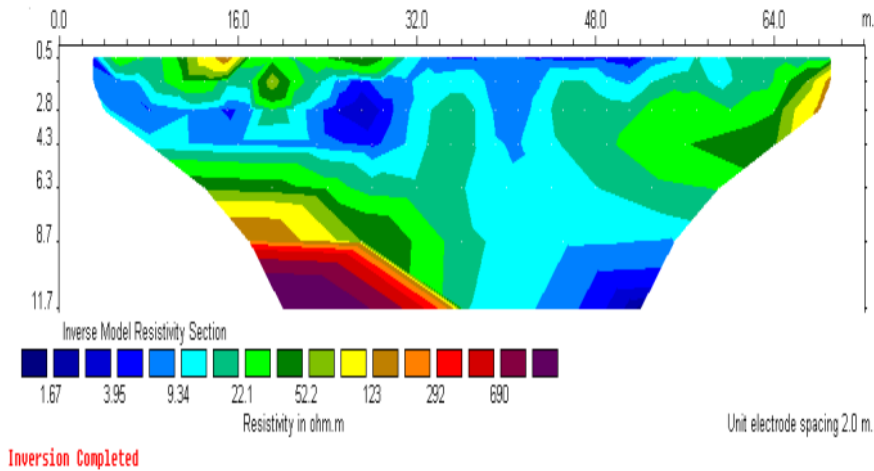 0.0 16.0 32.0 48.0 64.0 m.
0.5
2.8
4.3
6.3
8.7
11.7
Inverse Model Resistivity Section
1.67 3.95 9.34 22.1 52.2 123 292 690
Resistivity in ohm.m Unit electrode spacing 2.0 m.
Inversion Completed